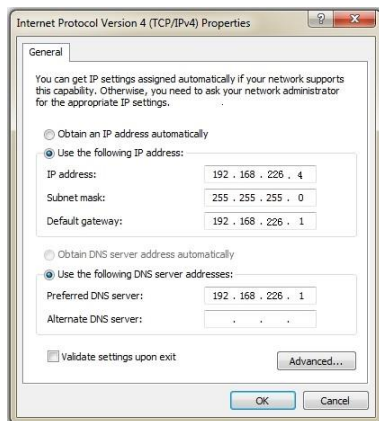 Internet Protocol Version 4 (TCP/IPv4) Properties
General
You can get IP settings assigned automatically if your network supports
this capability. Otherwise, you need to ask your network administrator
for the appropriate IP settings.
Obtain an IP address automatically
Use the following IP address:
IP address: 192 . 168 . 226 . 4
Subnet mask: 255 . 255 . 255 . 0
Default gateway: 192 . 168 . 226 . 1
Obtain DNS server address automatically
Use the following DNS server addresses:
Preferred DNS server: 192 . 168 . 226 . 1
Alternate DNS server: . . .
Validate settings upon exit
Advanced...
OK Cancel